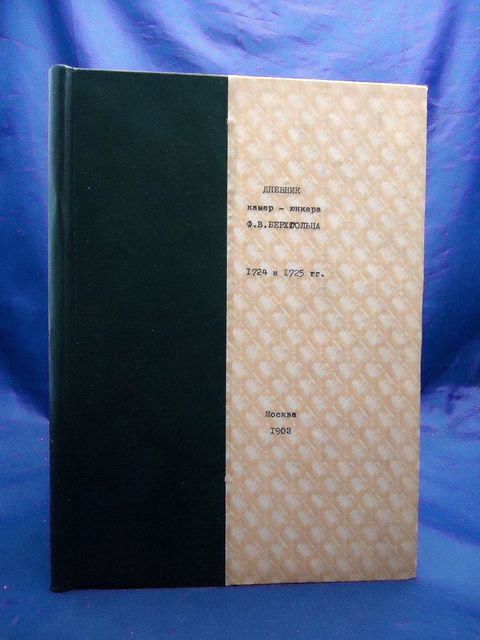 ДНЕВНИК
камер - юнкера
Ф.В.БЕРХГОЛЬЦА
1724 и 1725 гг.
Москва
1903